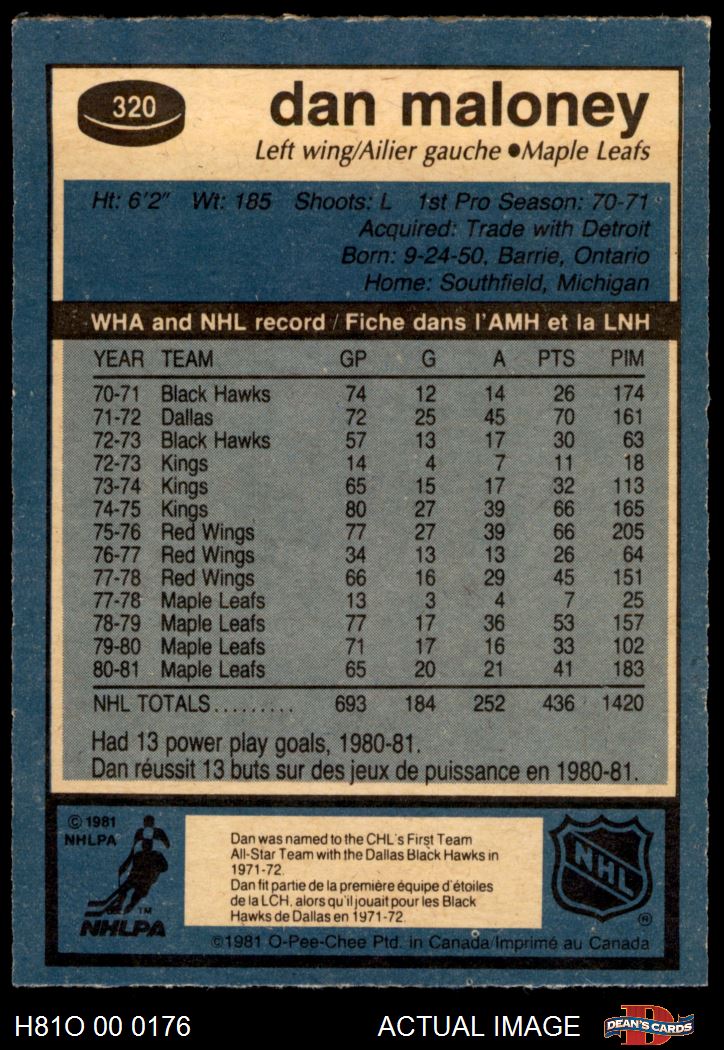 320
dan maloney
Left wing/Ailier gauche ●Maple Leafs
Ht: 6'2" Wt: 185 Shoots: L 1st Pro Season: 70-71
Acquired: Trade with Detroit
Born: 9-24-50, Barrie, Ontario
Home: Southfield, Michigan
WHA and NHL record / Fiche dans l'AMH et la LNH
YEAR TEAM GP G A PTS PIM
70-71 Black Hawks 74 12 14 26 174
71-72 Dallas 72 25 45 70 161
72-73 Black Hawks 57 13 17 30 63
72-73 Kings 14 4 7 11 18
73-74 Kings 65 15 17 32 113
74-75 Kings 80 27 39 66 165
75-76 Red Wings 77 27 39 66 205
76-77 Red Wings 34 13 13 26 64
77-78 Red Wings 66 16 29 45 151
77-78 Maple Leafs 13 3 4 7 25
78-79 Maple Leafs 77 17 36 53 157
79-80 Maple Leafs 71 17 16 33 102
80-81 Maple Leafs 65 20 21 41 183
NHL TOTALS......... 693 184 252 436 1420
Had 13 power play goals, 1980-81.
Dan réussit 13 buts sur des jeux de puissance en 1980-81.
© 1981
NHLPA
TM
NHLPA
Dan was named to the CHL's First Team
All-Star Team with the Dallas Black Hawks in
1971-72.
Dan fit partie de la première équipe d'étoiles
de la LCH, alors qu'il jouait pour les Black
Hawks de Dallas en 1971-72.
NHL
®
©1981 O-Pee-Chee Ptd. in Canada/Imprimé au Canada
H81O 00 0176 ACTUAL IMAGE
D
DEAN'S CARDS